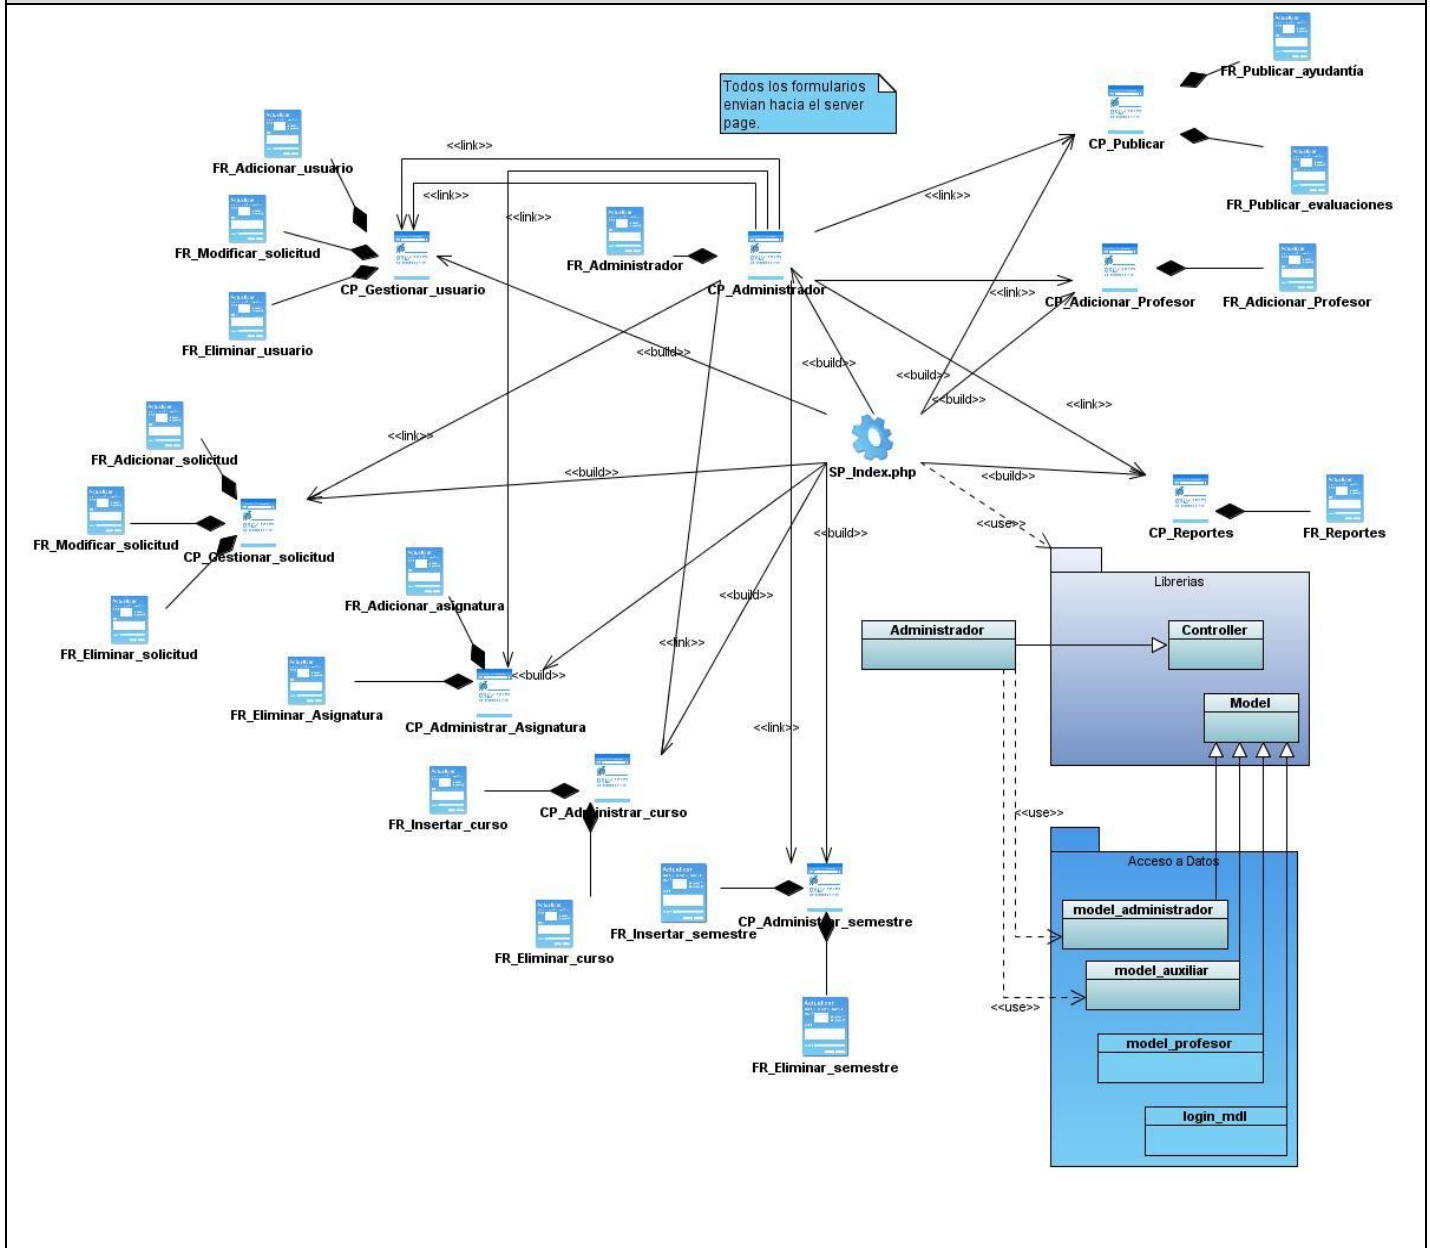 FR_Publicar_ayudantía
Todos los formularios
envian hacia el server
page.
CP_Publicar
<<link>>
FR_Adicionar_usuario
<<link>>
<<link>>
<<link>>
FR_Publicar_evaluaciones
FR_Modificar_solicitud
FR_Administrador
CP_Gestionar_usuario
CP_Administrador
<<link>>
CP_Adicionar_Profesor
FR_Adicionar_Profesor
FR_Eliminar_usuario
<<build>>
<<build>>
<<build>>
<<build>>
<<link>>
<<link>>
FR_Adicionar_solicitud
<<build>>
SP_Index.php
<<build>>
<<use>>
FR_Modificar_solicitud
CP_Gestionar_solicitud
<<build>>
CP_Reportes
FR_Reportes
Librerias
FR_Adicionar_asignatura
<<build>>
Administrador
Controller
<<link>>
FR_Eliminar_solicitud
<<build>>
FR_Eliminar_Asignatura
CP_Administrar_Asignatura
Model
<<link>>
FR_Insertar_curso
CP_Administrar_curso
<<use>>
Acceso a Datos
model_administrador
FR_Insertar_semestre
CP_Administrar_semestre
FR_Eliminar_curso
model_auxiliar
<<use>>
model_profesor
FR_Eliminar_semestre
login_mdl